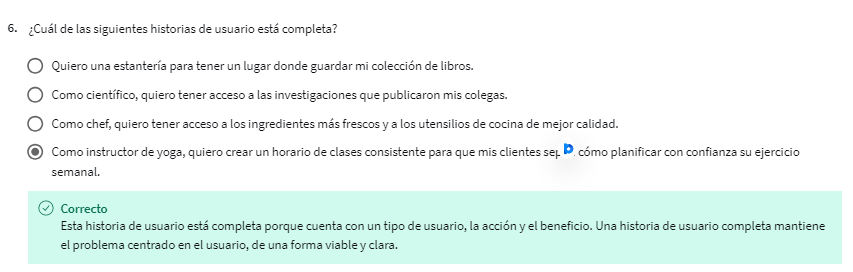 6. ¿Cuál de las siguientes historias de usuario está completa?
Quiero una estantería para tener un lugar donde guardar mi colección de libros.
Como científico, quiero tener acceso a las investigaciones que publicaron mis colegas.
Como chef, quiero tener acceso a los ingredientes más frescos y a los utensilios de cocina de mejor calidad.
Como instructor de yoga, quiero crear un horario de clases consistente para que mis clientes cómo planificar con confianza su ejercicio
semanal.
Correcto
Esta historia de usuario está completa porque cuenta con un tipo de usuario, la acción y el beneficio. Una historia de usuario completa mantiene
el problema centrado en el usuario, de una forma viable y clara.